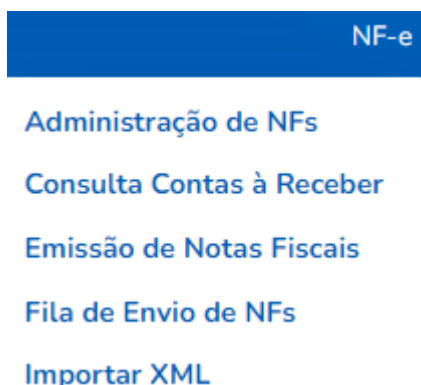 NF-e
Administração de NFs
Consulta Contas à Receber
Emissão de Notas Fiscais
Fila de Envio de NFs
Importar XML